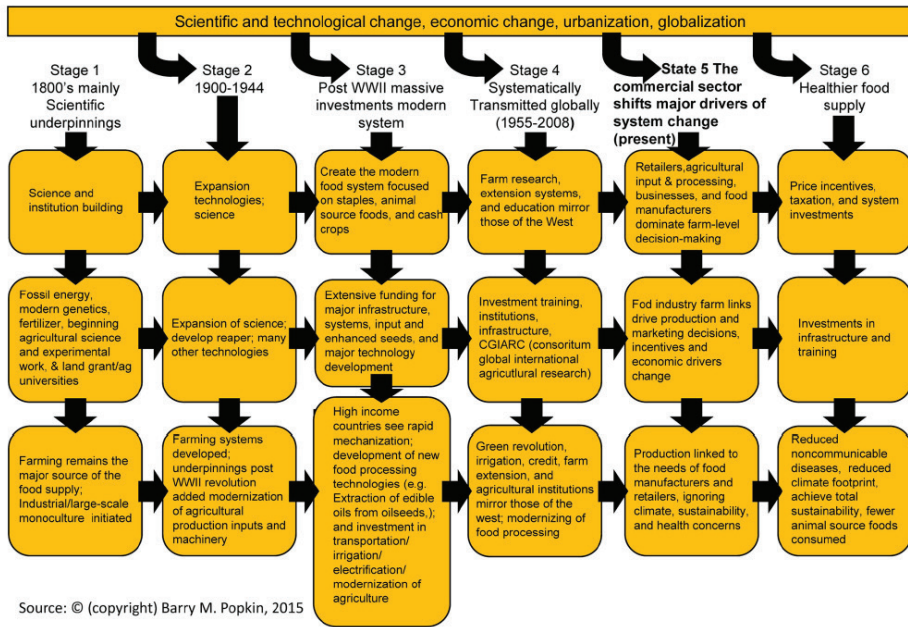 Scientific and technological change, economic change, urbanization, globalization
Stage 1
1800's mainly
Scientific
underpinnings
Stage 2
1900-1944
Stage 3
Post WWII massive
investments modern
system
Stage 4
Systematically
Transmitted globally
(1955-2008)
State 5 The
commercial sector
shifts major drivers of
system change
(present)
Stage 6
Healthier food
supply
Science and
institution building
Expansion
technologies;
science
Create the modern
food system focused
on staples, animal
source foods, and cash
crops
Farm research,
extension systems,
and education mirror
those of the West
Retailers,agricultural
input & processing,
businesses, and food
manufacturers
dominate farm-level
decision-making
Price incentives,
taxation, and system
investments
Fossil energy,
modern genetics,
fertilizer, beginning
agricultural science
and experimental
work, & land grant/ag
universities
Expansion of science;
develop reaper; many
other technologies
Extensive funding for
major infrastructure,
systems, input and
enhanced seeds, and
major technology
development
Investment training,
institutions,
infrastructure,
CGIARC (consoritum
global international
agricutlural research)
Fod industry farm links
drive production and
marketing decisions,
incentives and
economic drivers
change
Investments in
infrastructure and
training
Farming remains the
major source of the
food supply;
Industrial/large-scale
monoculture initiated
Farming systems
developed;
underpinnings post
WWII revolution
added modernization
of agricultural
production inputs and
machinery
High income
countries see rapid
mechanization;
development of new
food processing
technologies (e.g.
Extraction of edible
oils from oilseeds,);
and investment in
transportation/
irrigation/
electrification/
modernization of
agriculture
Green revolution,
irrigation, credit, farm
extension, and
agricultural institutions
mirror those of the
west; modernizing of
food processing
Production linked to
the needs of food
manufacturers and
retailers, ignoring
climate, sustainability,
and health concerns
Reduced
noncommunicable
diseases, reduced
climate footprint,
achieve total
sustainability, fewer
animal source foods
consumed
Source: © (copyright) Barry M. Popkin, 2015